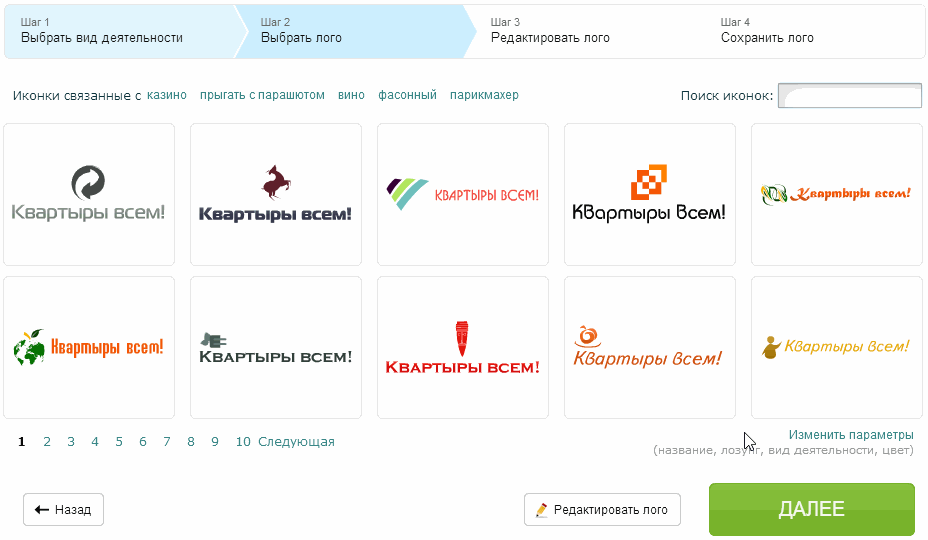 Шаг 1
Выбрать вид деятельности
Шаг 2
Выбрать лого
Шаг 3
Редактировать лого
Шаг 4
Сохранить лого
Иконки связанные с казино прыгать с парашютом вино фасонный парикмахер
Поиск иконок:
Квартыры всем!
Квартыры всем!
Квартыры всем!
Квартыры Всем!
Квартыры всем!
Квартыры всем!
Квартыры всем!
Квартыры всем!
Квартыры всем!
Квартыры всем!
1 2 3 4 5 6 7 8 9 10 Следующая
Изменить параметры
(название, лозунг, вид деятельности, цвет)
Назад
Редактировать лого
ДАЛЕЕ